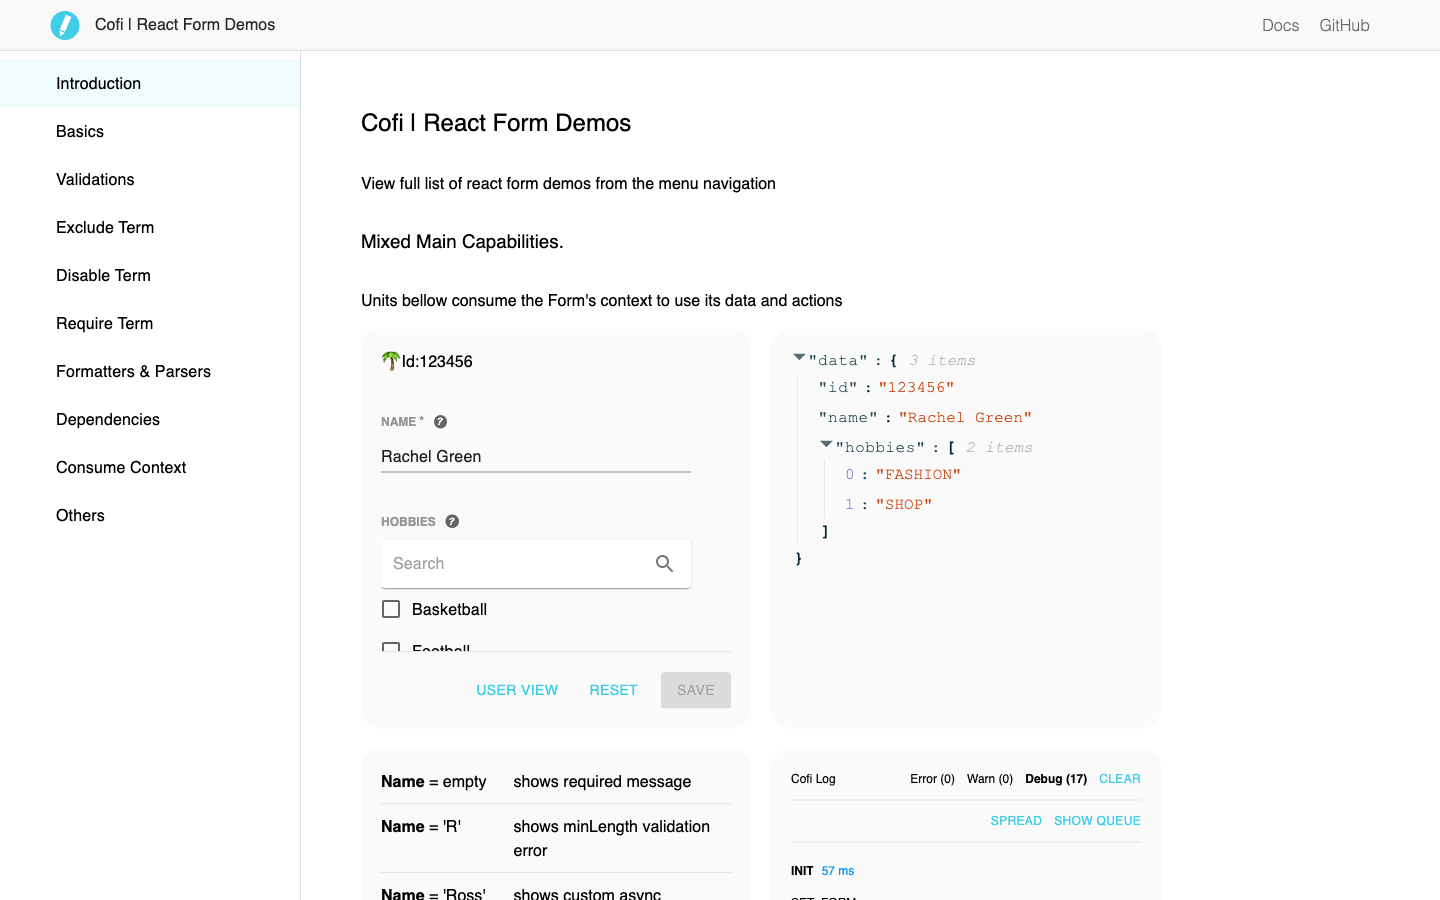 Cofi | React Form Demos
Docs
GitHub
Introduction
Basics
Validations
Exclude Term
Disable Term
Require Term
Formatters & Parsers
Dependencies
Consume Context
Others
Cofi | React Form Demos
View full list of react form demos from the menu navigation
Mixed Main Capabilities.
Units bellow consume the Form's context to use its data and actions
Id:123456
NAME *
Rachel Green
HOBBIES
Search
Basketball
Football
USER VIEW
RESET
SAVE
"data" : { 3 items
"id" : "123456"
"name" : "Rachel Green"
"hobbies" : [ 2 items
0 : "FASHION"
1 : "SHOP"
]
}
Name = empty shows required message
Name = 'R' shows minLength validation
error
Name = 'Ross' shows custom async
Cofi Log
Error (0)
Warn (0)
Debug (17)
CLEAR
SPREAD
SHOW QUEUE
INIT 57 ms
SET_FORM